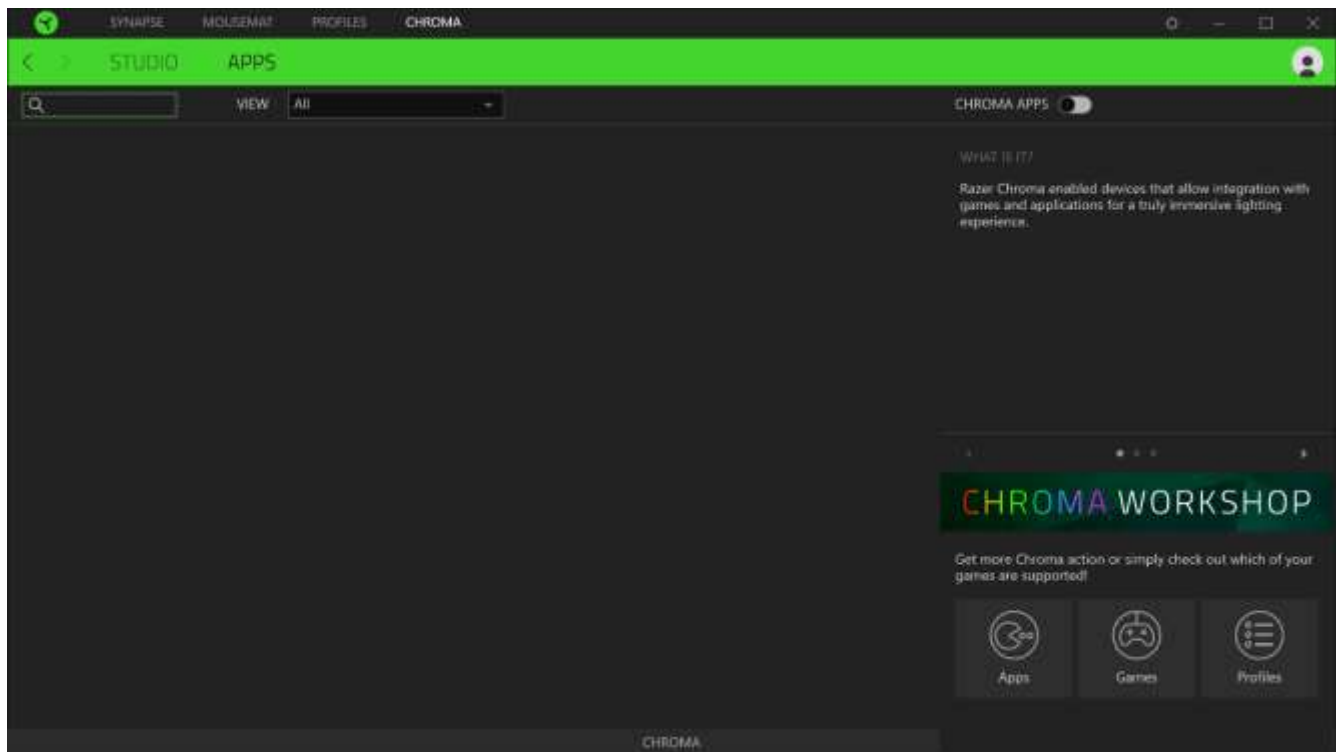 SYNAPSE MOUSEMAT PROFILES CHROMA
STUDIO APPS
VIEW All CHROMA APPS
WHAT IS IT?
Razer Chroma enabled devices that allow integration with
games and applications for a truly immersive lighting
experience.
CHROMA WORKSHOP
Get more Chroma action or simply check out which of your
games are supported!
Apps Games Profiles
CHROMA